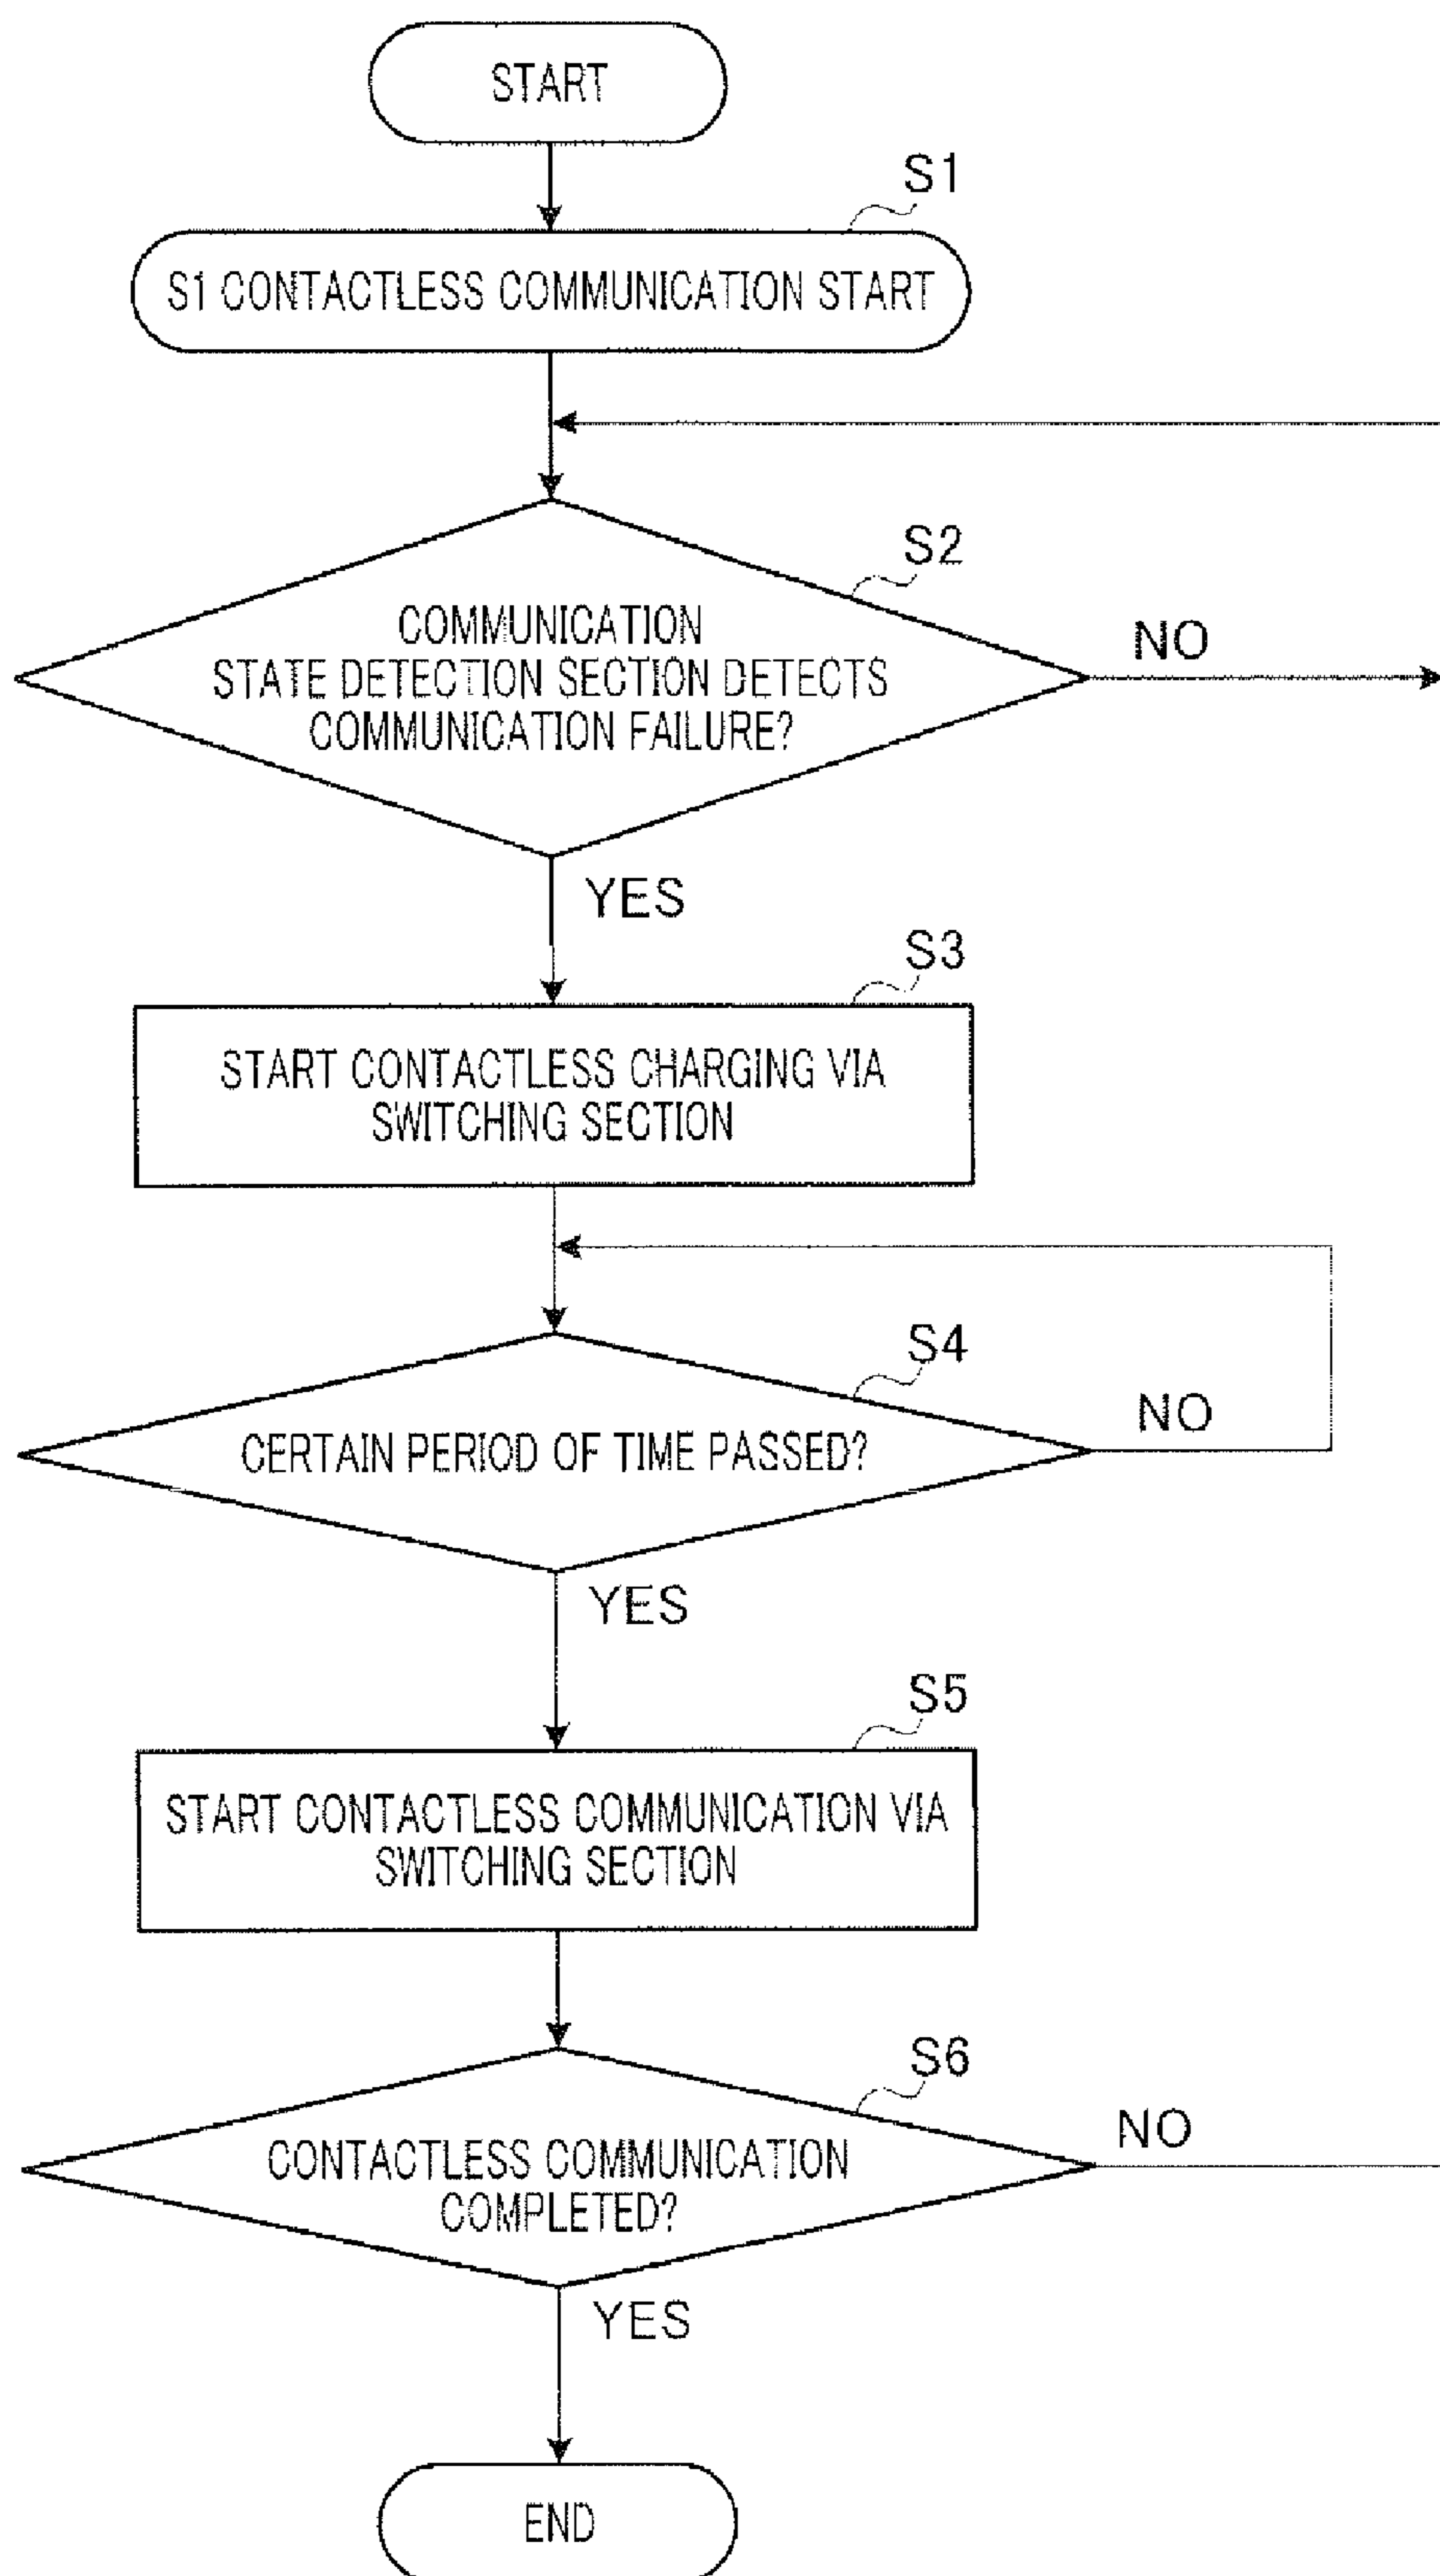 START
S1
S1 CONTACTLESS COMMUNICATION START
S2
COMMUNICATION
STATE DETECTION SECTION DETECTS
COMMUNICATION FAILURE?
NO
YES
S3
START CONTACTLESS CHARGING VIA
SWITCHING SECTION
S4
CERTAIN PERIOD OF TIME PASSED?
NO
YES
S5
START CONTACTLESS COMMUNICATION VIA
SWITCHING SECTION
S6
CONTACTLESS COMMUNICATION
COMPLETED?
NO
YES
END